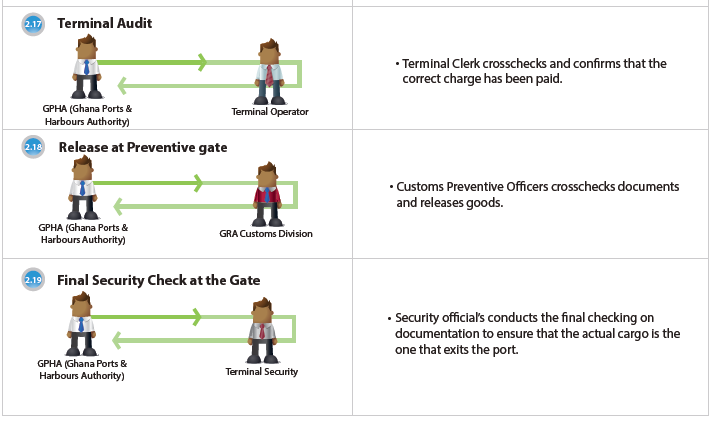 2.17 Terminal Audit
GPHA (Ghana Ports &
Harbours Authority)
Terminal Operator
• Terminal Clerk crosschecks and confirms that the
correct charge has been paid.
2.18 Release at Preventive gate
GPHA (Ghana Ports &
Harbours Authority)
GRA Customs Division
• Customs Preventive Officers crosschecks documents
and releases goods.
2.19 Final Security Check at the Gate
GPHA (Ghana Ports &
Harbours Authority)
Terminal Security
• Security official's conducts the final checking on
documentation to ensure that the actual cargo is the
one that exits the port.